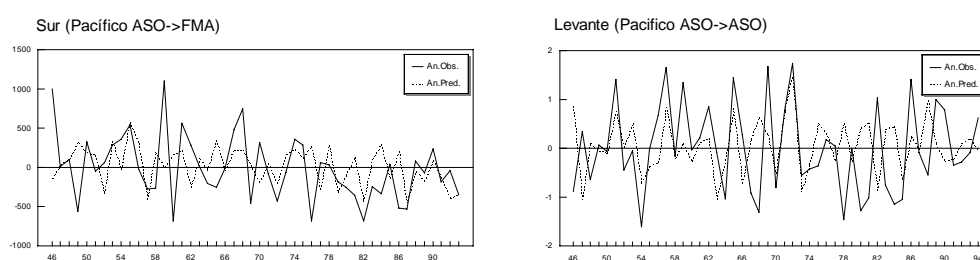 Sur (Pacífico ASO->FMA)
1500
1000
500
0
-500
-1000
46 50 54 58 62 66 70 74 78 82 86 90
An.Obs.
An.Pred.
Levante (Pacifico ASO->ASO)
2
1
0
-1
-2
46 50 54 58 62 66 70 74 78 82 86 90
An.Obs.
An.Pred.